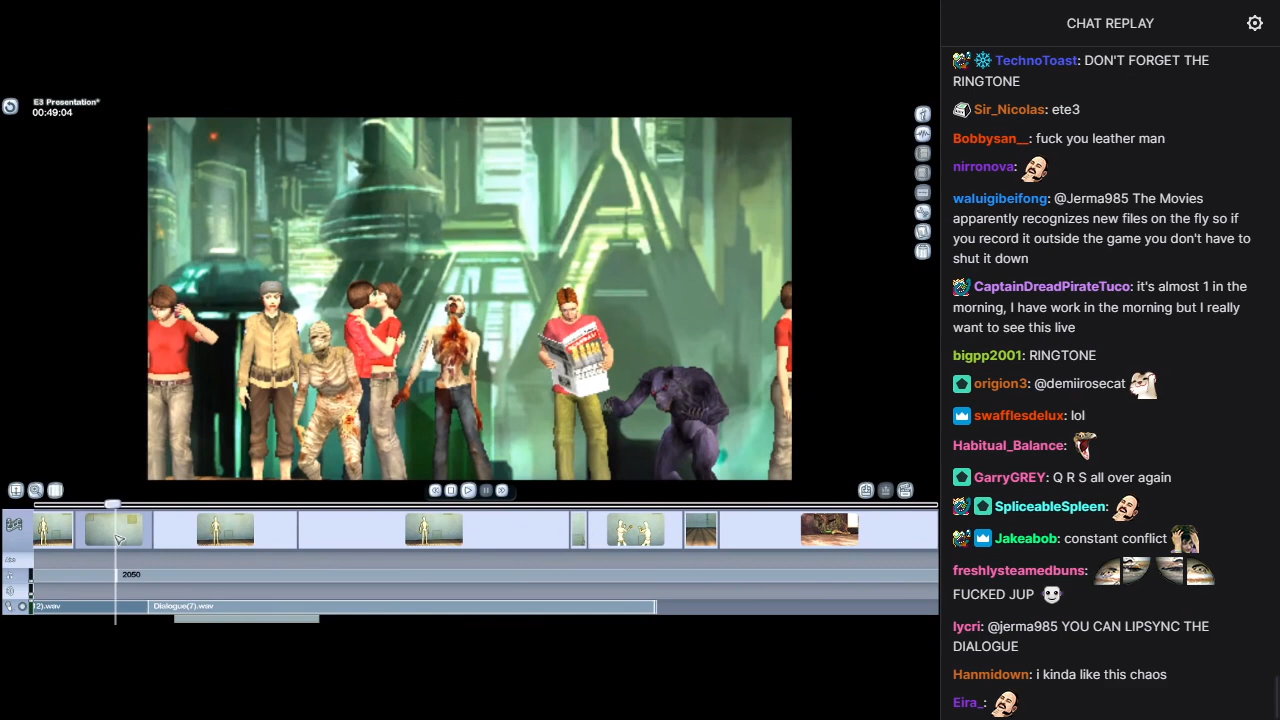 CHAT REPLAY
E3 Presentation*
00:49:04
TechnoToast: DON'T FORGET THE
RINGTONE
Sir_Nicolas: ete3
Bobbysan__: fuck you leather man
nirronova:
waluigibeifong: @Jerma985 The Movies
apparently recognizes new files on the fly so if
you record it outside the game you don't have to
shut it down
CaptainDreadPirateTuco: it's almost 1 in the
morning, I have work in the morning but I really
want to see this live
bigpp2001: RINGTONE
origion3: @demiirosecat
swafflesdelux: lol
Habitual_Balance:
GarryGREY: Q R S all over again
SpliceableSpleen:
Jakeabob: constant conflict
freshlysteamedbuns:
FUCKED JUP
lycri: @jerma985 YOU CAN LIPSYNC THE
DIALOGUE
Hanmidown: i kinda like this chaos
Eira_:
2050
2).wav
Dialogue(7).wav